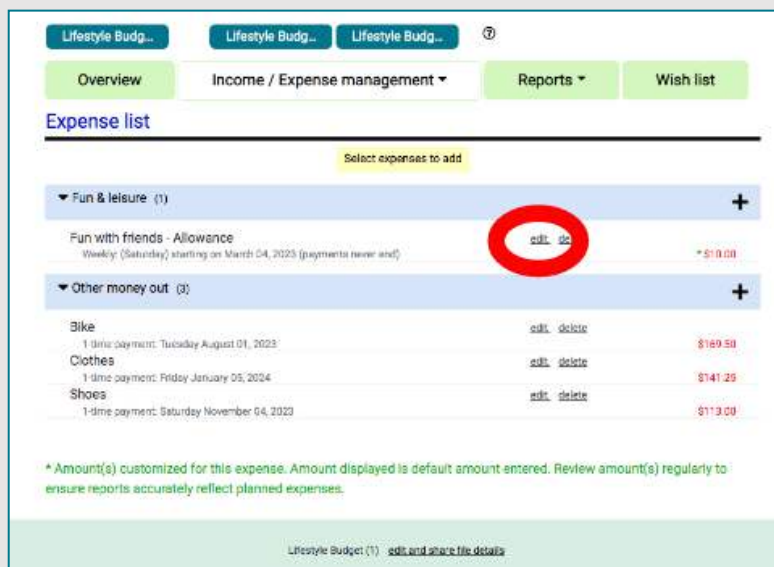 Lifestyle Budg... Lifestyle Budg... Lifestyle Budg... ?
Overview Income / Expense management Reports Wish list
Expense list
Select expenses to add
Fun & leisure (1) +
Fun with friends - Allowance edit
Weekly: (Saturday) starting on March 04, 2023 (payments never end) * $10.00
Other money out (3) +
Bike edit delete
1-time payment: Tuesday August 01, 2023 $169.50
Clothes edit delete
1-time payment: Friday January 05, 2024 $141.25
Shoes edit delete
1-time payment: Saturday November 04, 2023 $113.00
* Amount(s) customized for this expense. Amount displayed is default amount entered. Review amount(s) regularly to
ensure reports accurately reflect planned expenses.
Lifestyle Budget (1) edit and share file details